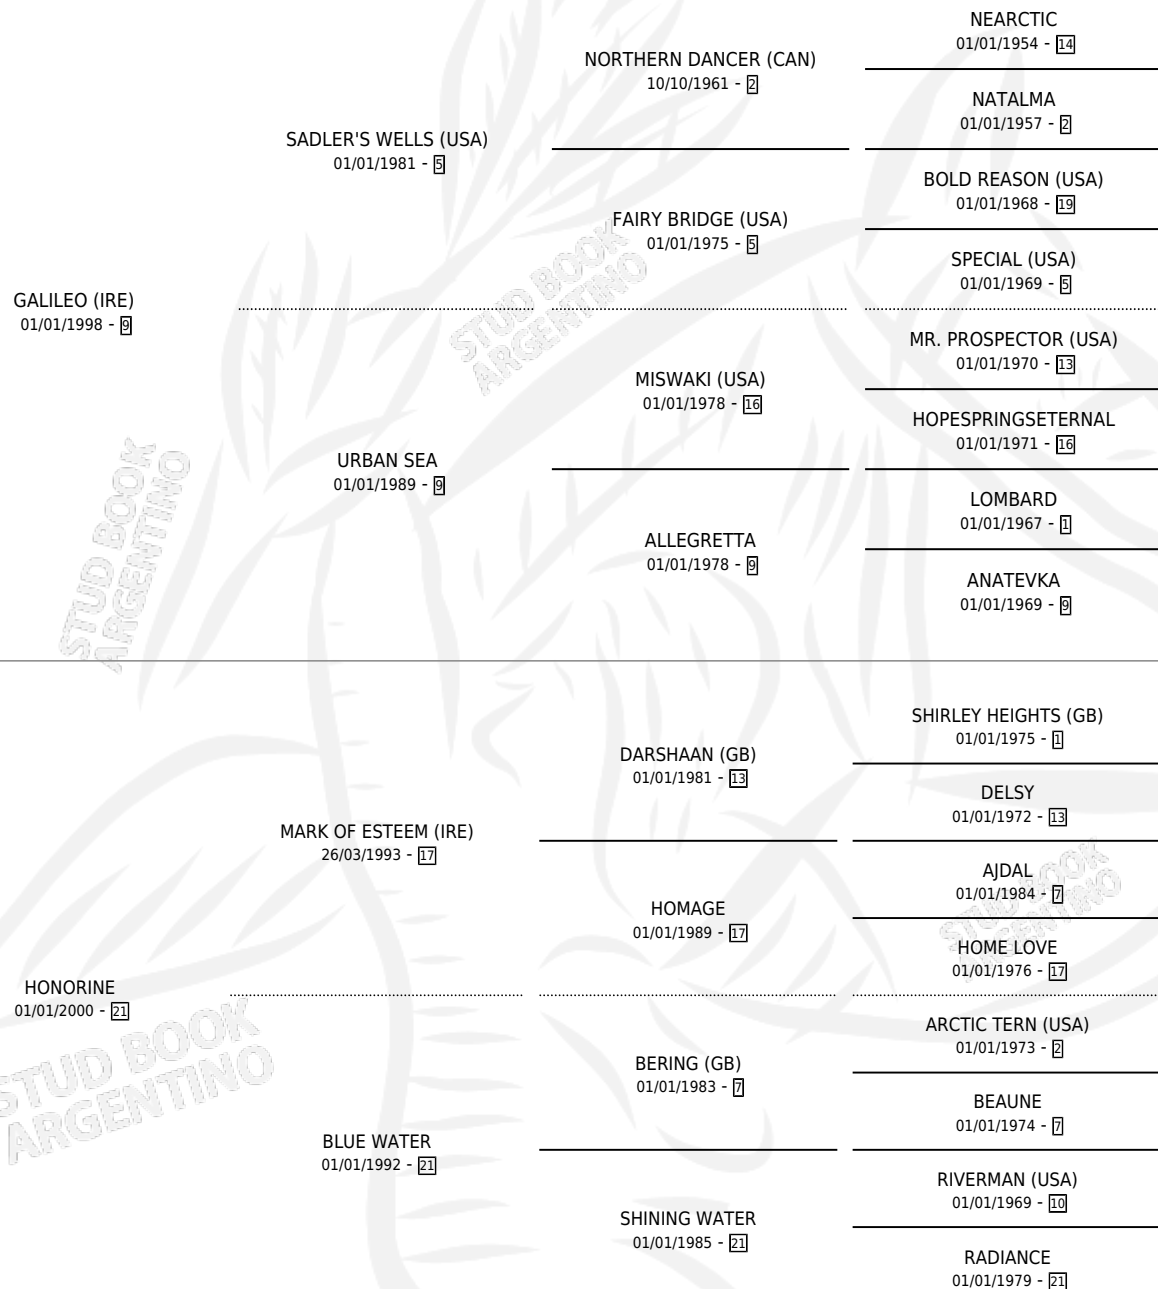 NEARCTIC
01/01/1954 - 14
NORTHERN DANCER (CAN)
10/10/1961 - 2
NATALMA
01/01/1957 - 2
SADLER'S WELLS (USA)
01/01/1981 - 5
BOLD REASON (USA)
01/01/1968 - 19
FAIRY BRIDGE (USA)
01/01/1975 - 5
SPECIAL (USA)
01/01/1969 - 5
GALILEO (IRE)
01/01/1998 - 9
MR. PROSPECTOR (USA)
01/01/1970 - 13
MISWAKI (USA)
01/01/1978 - 16
HOPESPRINGSETERNAL
01/01/1971 - 16
URBAN SEA
01/01/1989 - 9
LOMBARD
01/01/1967 - 1
ALLEGRETTA
01/01/1978 - 9
ANATEVKA
01/01/1969 - 9
SHIRLEY HEIGHTS (GB)
01/01/1975 - 1
DARSHAAN (GB)
01/01/1981 - 13
DELSY
01/01/1972 - 13
MARK OF ESTEEM (IRE)
26/03/1993 - 17
AJDAL
01/01/1984 - 7
HOMAGE
01/01/1989 - 17
HOME LOVE
01/01/1976 - 17
HONORINE
01/01/2000 - 21
ARCTIC TERN (USA)
01/01/1973 - 2
BERING (GB)
01/01/1983 - 7
BEAUNE
01/01/1974 - 7
BLUE WATER
01/01/1992 - 21
RIVERMAN (USA)
01/01/1969 - 10
SHINING WATER
01/01/1985 - 21
RADIANCE
01/01/1979 - 21
STUD BOOK
ARGENTINO
STUD BOOK
ARGENTINO
STUD BOOK
ARGENTINO
STUD BOOK
ARGENTINO